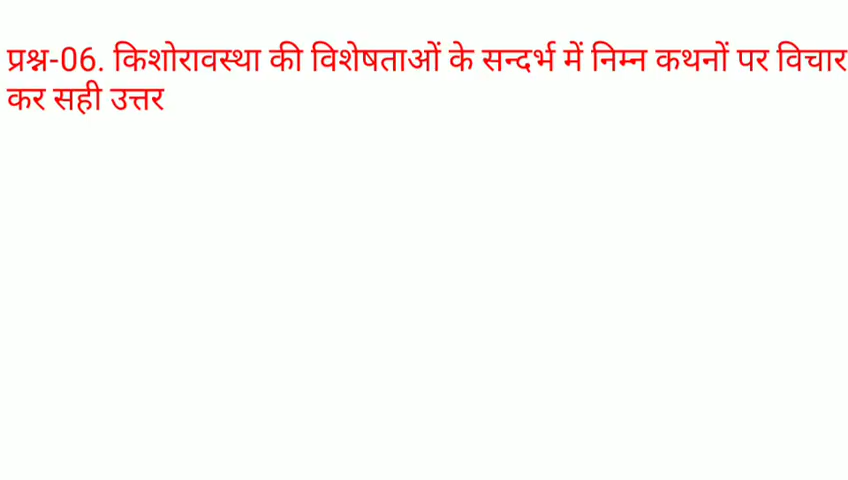 प्रश्न-06. किशोरावस्था की विशेषताओं के सन्दर्भ में निम्न कथनों पर विचार
कर सही उत्तर